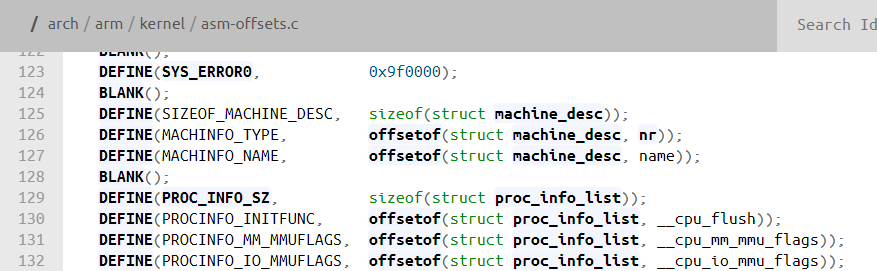 / arch / arm / kernel / asm-offsets.c Search Id
122 BLANK();
123 DEFINE(SYS_ERROR0, 0x9f0000);
124 BLANK();
125 DEFINE(SIZEOF_MACHINE_DESC, sizeof(struct machine_desc));
126 DEFINE(MACHINFO_TYPE, offsetof(struct machine_desc, nr));
127 DEFINE(MACHINFO_NAME, offsetof(struct machine_desc, name));
128 BLANK();
129 DEFINE(PROC_INFO_SZ, sizeof(struct proc_info_list));
130 DEFINE(PROCINFO_INITFUNC, offsetof(struct proc_info_list, __cpu_flush));
131 DEFINE(PROCINFO_MM_MMUFLAGS, offsetof(struct proc_info_list, __cpu_mm_mmu_flags));
132 DEFINE(PROCINFO_IO_MMUFLAGS, offsetof(struct proc_info_list, __cpu_io_mmu_flags));